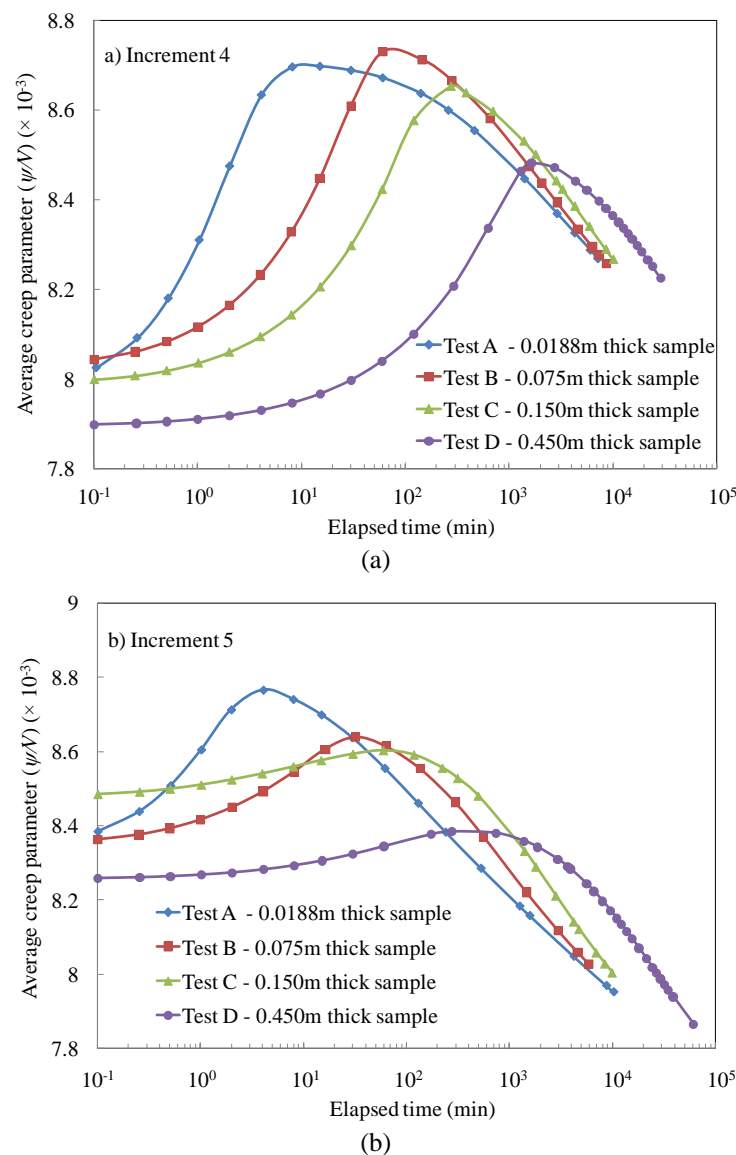 8.8
a) Increment 4
8.6
8.4
8.2
8
7.8
Average creep parameter (ψ/V) (× 10⁻³)
Test A - 0.0188m thick sample
Test B - 0.075m thick sample
Test C - 0.150m thick sample
Test D - 0.450m thick sample
10⁻¹ 10⁰ 10¹ 10² 10³ 10⁴ 10⁵
Elapsed time (min)
(a)
9
b) Increment 5
8.8
8.6
8.4
8.2
8
7.8
Average creep parameter (ψ/V) (× 10⁻³)
Test A - 0.0188m thick sample
Test B - 0.075m thick sample
Test C - 0.150m thick sample
Test D - 0.450m thick sample
10⁻¹ 10⁰ 10¹ 10² 10³ 10⁴ 10⁵
Elapsed time (min)
(b)